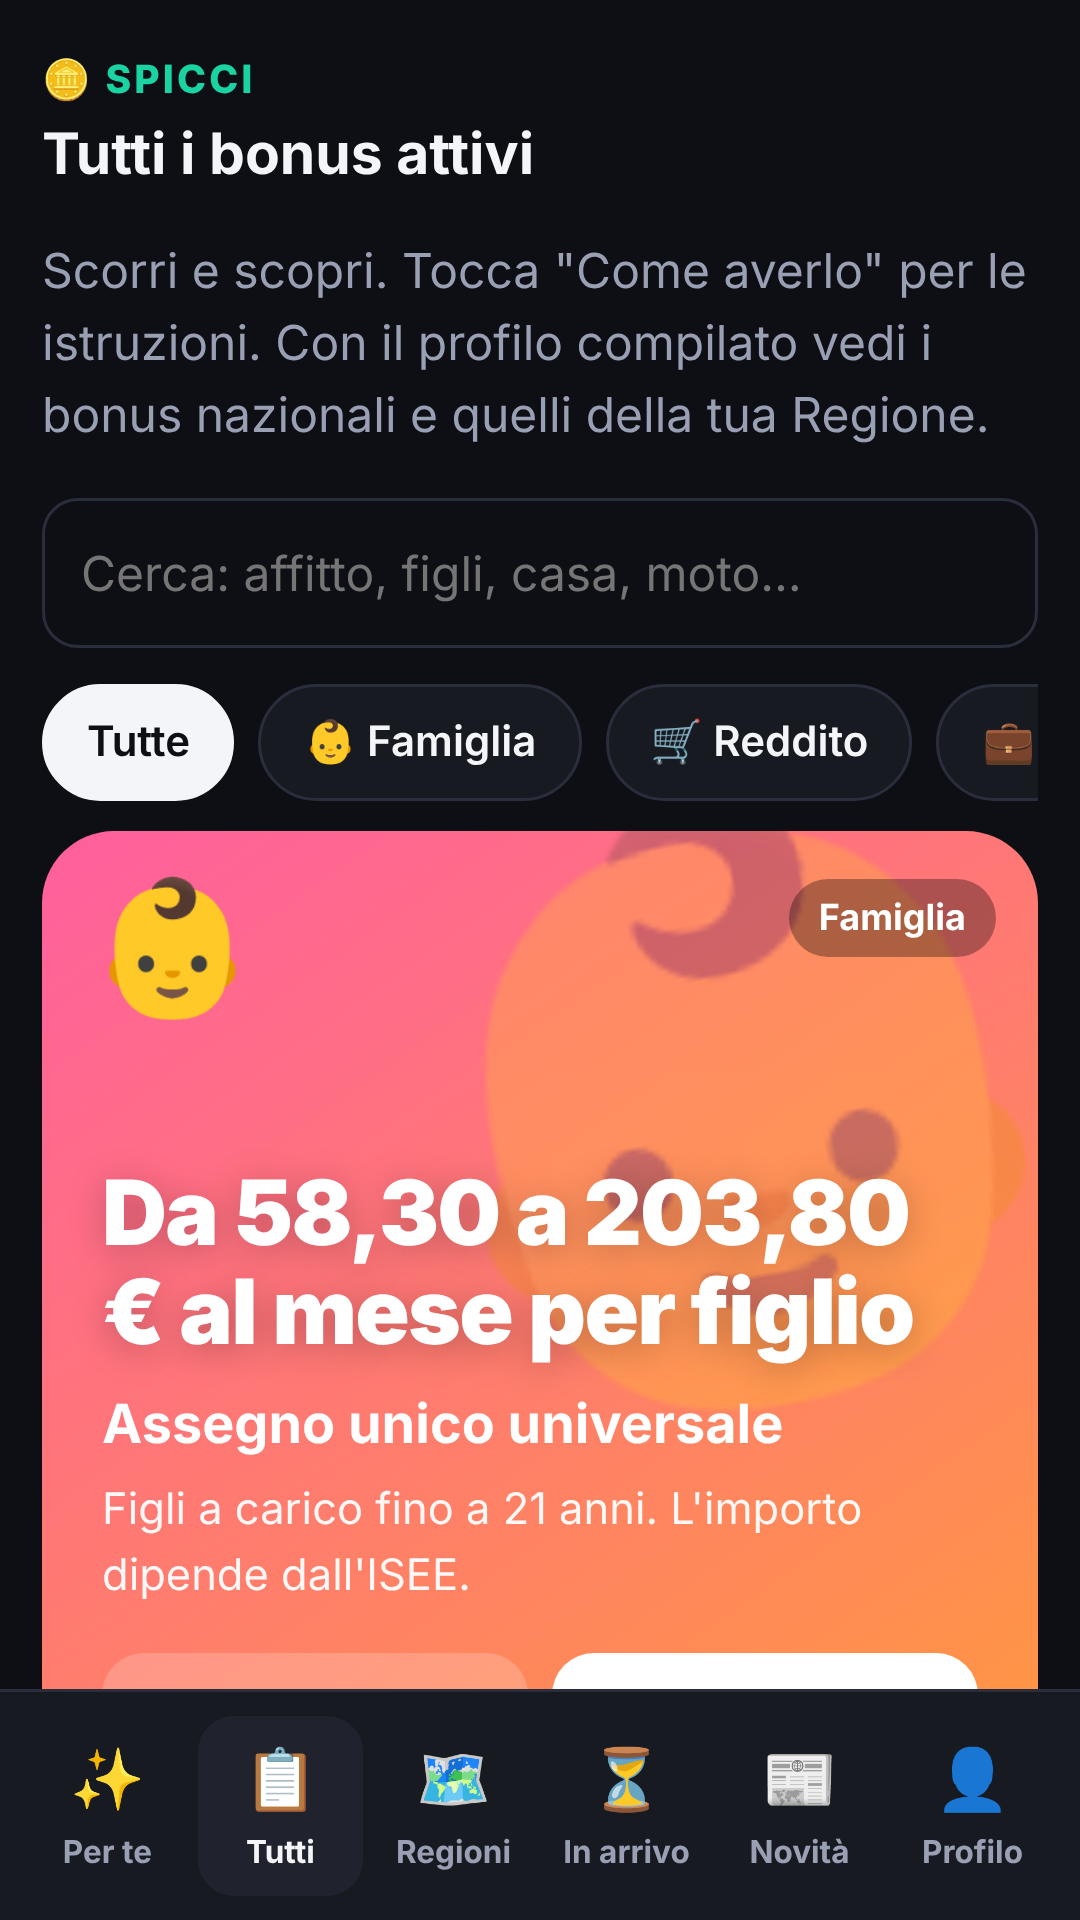 SPICCI
Tutti i bonus attivi
Scorri e scopri. Tocca "Come averlo" per le
istruzioni. Con il profilo compilato vedi i
bonus nazionali e quelli della tua Regione.
Cerca: affitto, figli, casa, moto...
Tutte
Famiglia
Reddito
Famiglia
Da 58,30 a 203,80
€ al mese per figlio
Assegno unico universale
Figli a carico fino a 21 anni. L'importo
dipende dall'ISEE.
Per te
Tutti
Regioni
In arrivo
Novità
Profilo